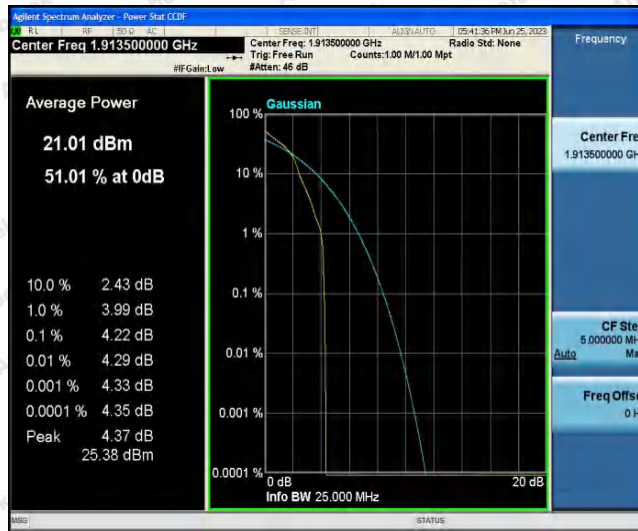 Agilent Spectrum Analyzer - Power Stat CCDF
RL RF 50 Ω AC SENSE:INT ALIGN AUTO 05:41:36 PM Jun 25, 2023
Center Freq 1.913500000 GHz
Center Freq: 1.913500000 GHz Radio Std: None
Trig: Free Run Counts:1.00 M/1.00 Mpt
#IFGain:Low #Atten: 46 dB
Frequency
Average Power
21.01 dBm
51.01 % at 0dB
10.0 % 2.43 dB
1.0 % 3.99 dB
0.1 % 4.22 dB
0.01 % 4.29 dB
0.001 % 4.33 dB
0.0001 % 4.35 dB
Peak 4.37 dB
25.38 dBm
Gaussian
100 %
10 %
1 %
0.1 %
0.01 %
0.001 %
0.0001 %
0 dB 20 dB
Info BW 25.000 MHz
Center Fre
1.913500000 GH
CF Ste
5.000000 MH
Auto Ma
Freq Offse
0 H
MSG STATUS